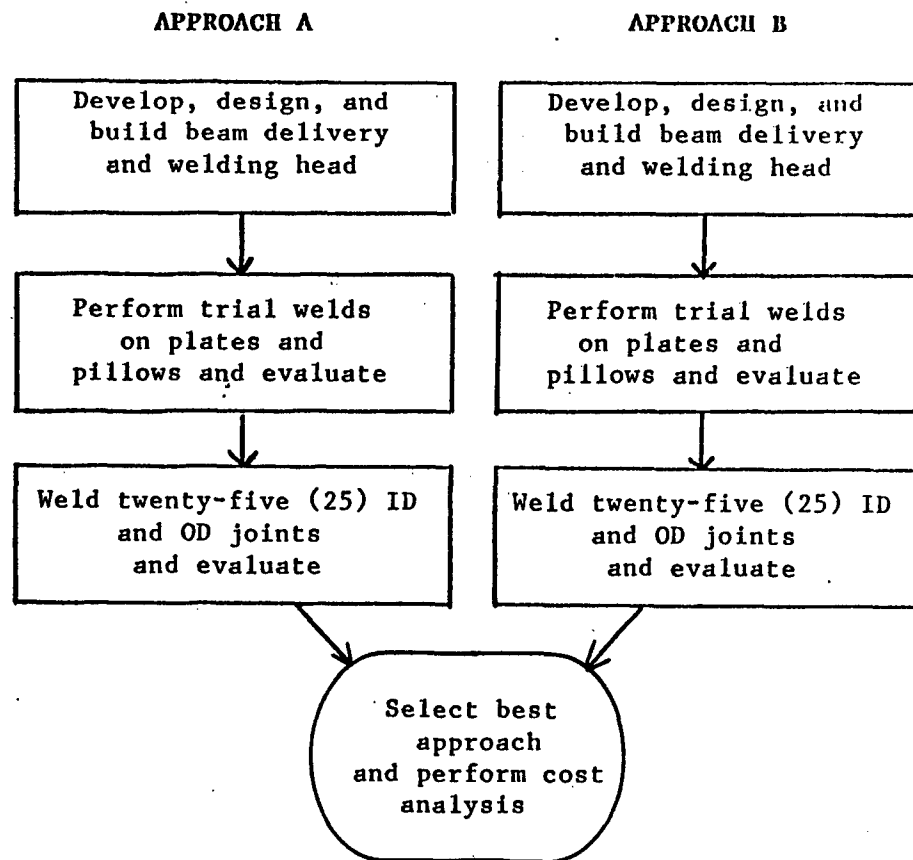 APPROACH A
Develop, design, and
build beam delivery
and welding head
Perform trial welds
on plates and
pillows and evaluate
Weld twenty-five (25) ID
and OD joints
and evaluate
APPROACH B
Develop, design, and
build beam delivery
and welding head
Perform trial welds
on plates and
pillows and evaluate
Weld twenty-five (25) ID
and OD joints
and evaluate
Select best
approach
and perform cost
analysis